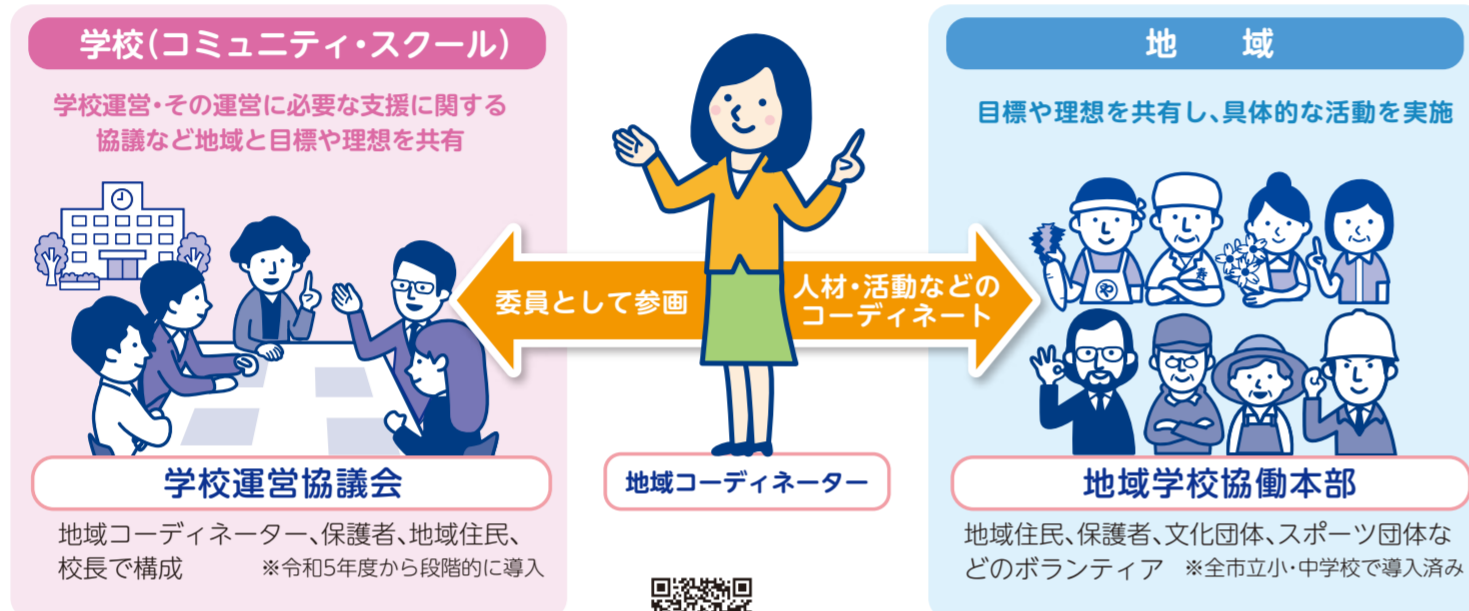 学校(コミュニティ・スクール)
学校運営・その運営に必要な支援に関する
協議など地域と目標や理想を共有
委員として参画
学校運営協議会
地域コーディネーター、保護者、地域住民、
校長で構成 ※令和5年度から段階的に導入
人材・活動などの
コーディネート
地域コーディネーター
地 域
目標や理想を共有し、具体的な活動を実施
寿
や
地域学校協働本部
地域住民、保護者、文化団体、スポーツ団体な
どのボランティア ※全市立小・中学校で導入済み